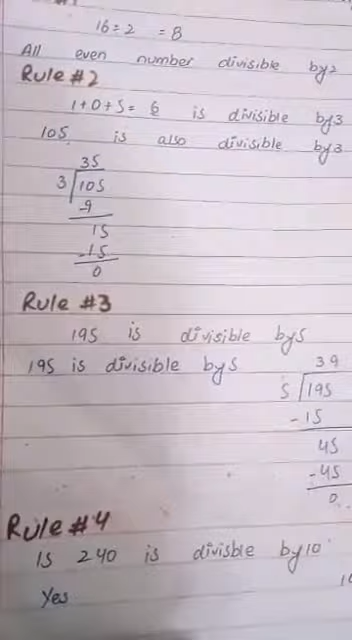 16÷2 = 8
All even number divisible by 2
Rule #2
1+0+5= 6 is divisible by 3
105 is also divisible by 3
35
3 105
-9
15
-15
0
Rule #3
195 is divisible by 5
195 is divisible by 5
39
5 195
-15
45
-45
0
Rule #4
Is 240 is divisble by 10
Yes